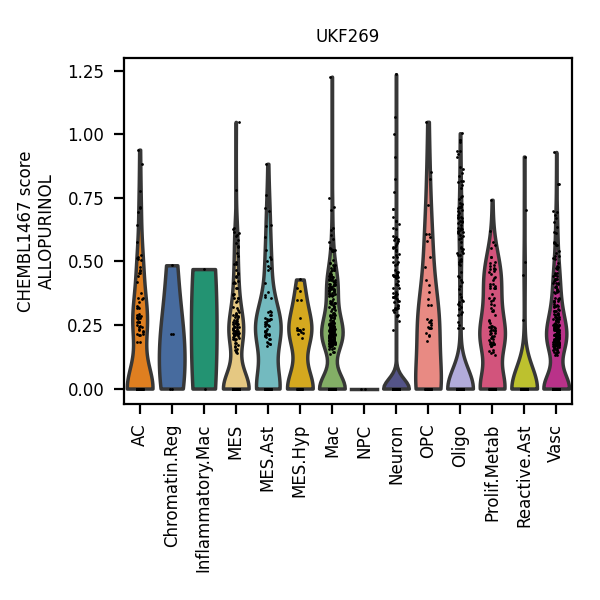 UKF269
CHEMBL1467 score
ALLOPURINOL
1.25
1.00
0.75
0.50
0.25
0.00
AC
Chromatin.Reg
Inflammatory.Mac
MES
MES.Ast
MES.Hyp
Mac
NPC
Neuron
OPC
Oligo
Prolif.Metab
Reactive.Ast
Vasc